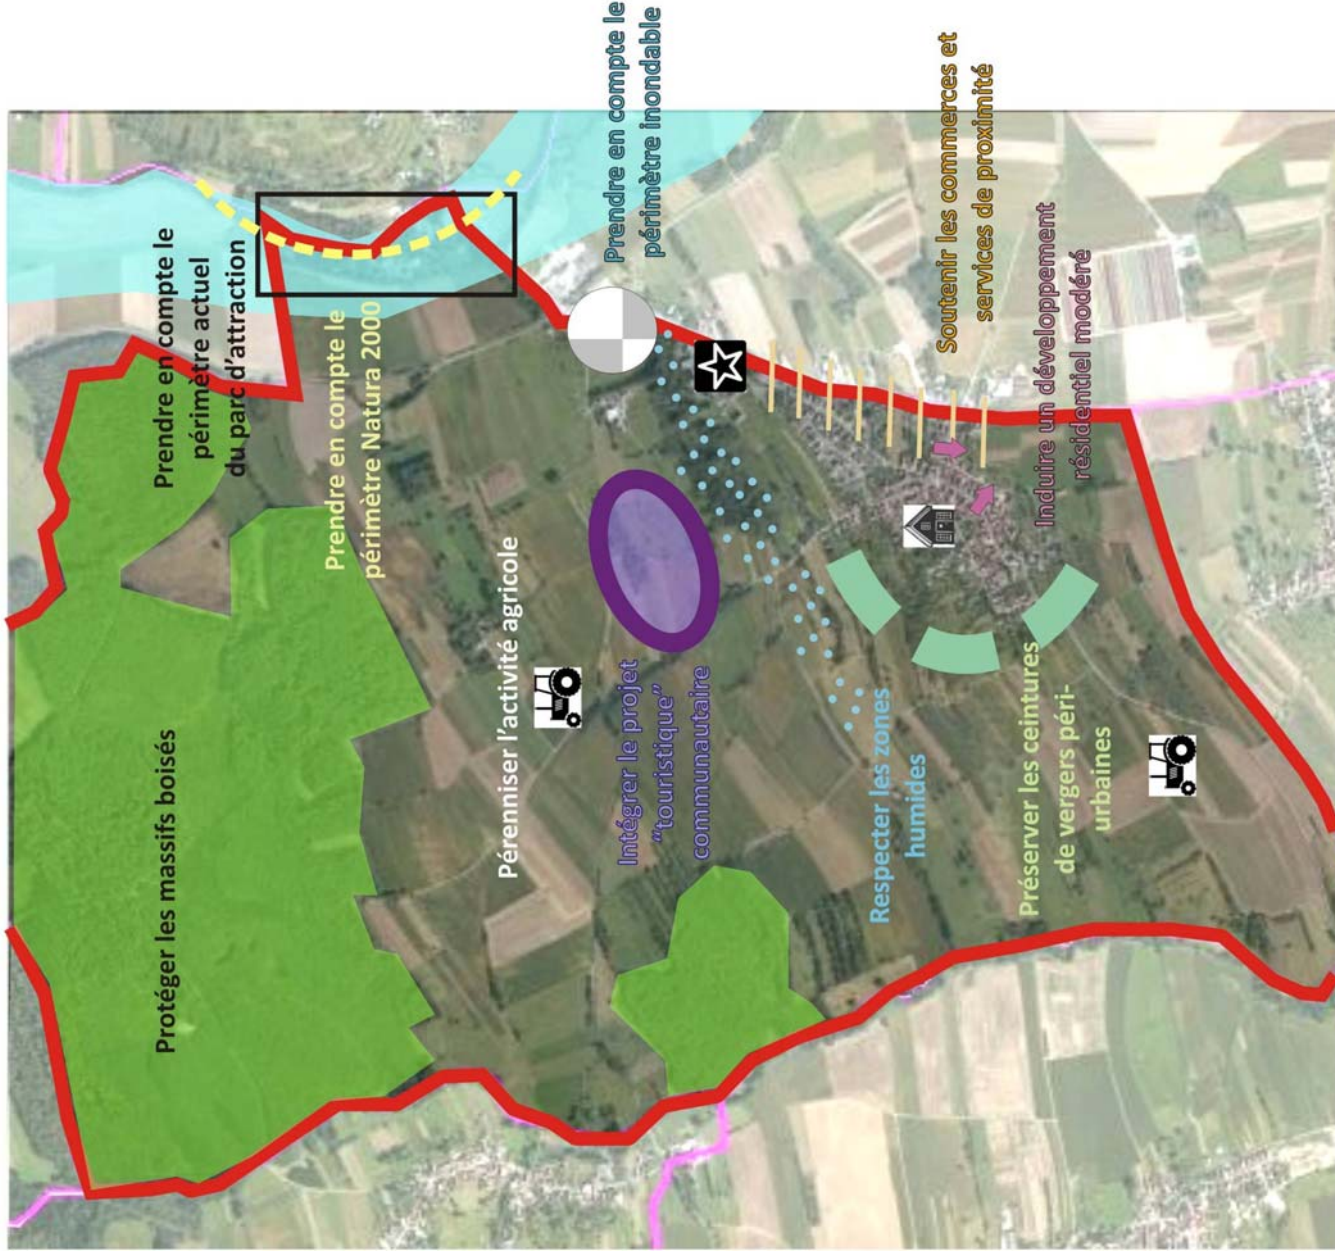 Protéger les massifs boisés
Prendre en compte le
périmètre actuel
du parc d'attraction
Prendre en compte le
périmètre Natura 2000
Pérenniser l'activité agricole
Intégrer le projet
"touristique"
communautaire
Prendre en compte le
périmètre inondable
Respecter les zones
humides
Soutenir les commerces et
services de proximité
Induire un développement
résidentiel modéré
Préserver les ceintures
de vergers péri-
urbaines